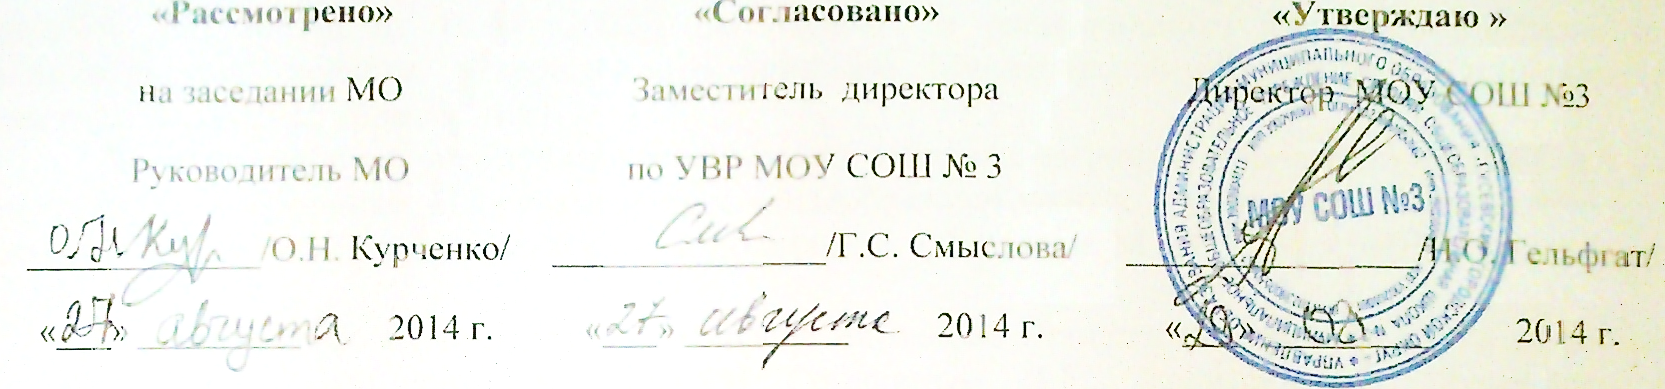 «Рассмотрено»
на заседании МО
Руководитель МО
/О.Н. Курченко/
«27» августа 2014 г.
«Согласовано»
Заместитель директора
по УВР МОУ СОШ № 3
/Г.С. Смыслова/
«27» августа 2014 г.
«Утверждаю »
Директор МОУ СОШ №3
МОУ СОШ №3
/И.О. Гельфгат/
2014 г.